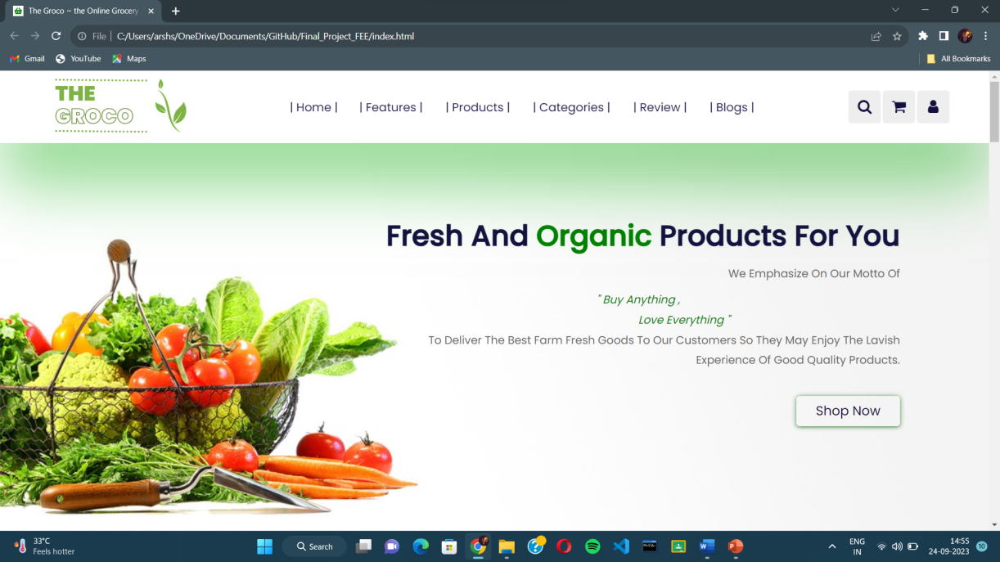 The Groco ~ the Online Grocery
File
C:/Users/arshs/OneDrive/Documents/GitHub/Final_Project_FEE/index.html
Gmail
YouTube
Maps
All Bookmarks
THE
GROCO
| Home |
| Features |
| Products |
| Categories |
| Review |
| Blogs |
Fresh And Organic Products For You
We Emphasize On Our Motto Of
" Buy Anything ,
Love Everything "
To Deliver The Best Farm Fresh Goods To Our Customers So They May Enjoy The Lavish
Experience Of Good Quality Products.
Shop Now
33°C
Feels hotter
Search
ENG
IN
14:55
24-09-2023
10